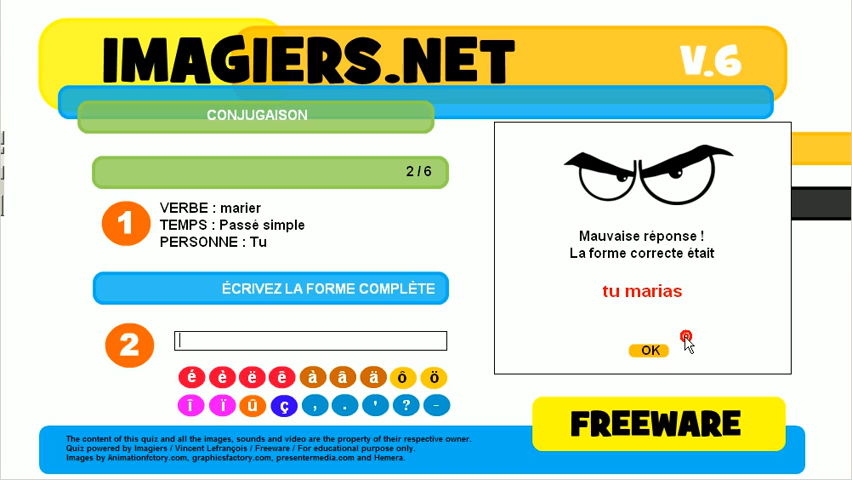 IMAGIERS.NET
V.6
CONJUGAISON
2 / 6
1
VERBE : marier
TEMPS : Passé simple
PERSONNE : Tu
Mauvaise réponse !
La forme correcte était
tu marias
OK
ÉCRIVEZ LA FORME COMPLÈTE
2
é è ë ê à â ä ô ö
î ï û ç , . ' ? -
FREEWARE
The content of this quiz and all the images, sounds and video are the property of their respective owner.
Quiz powered by Imagiers / Vincent Lefrançois / Freeware / For educational purpose only.
Images by Animationfctory.com, graphicsfactory.com, presentermedia.com and Hemera.